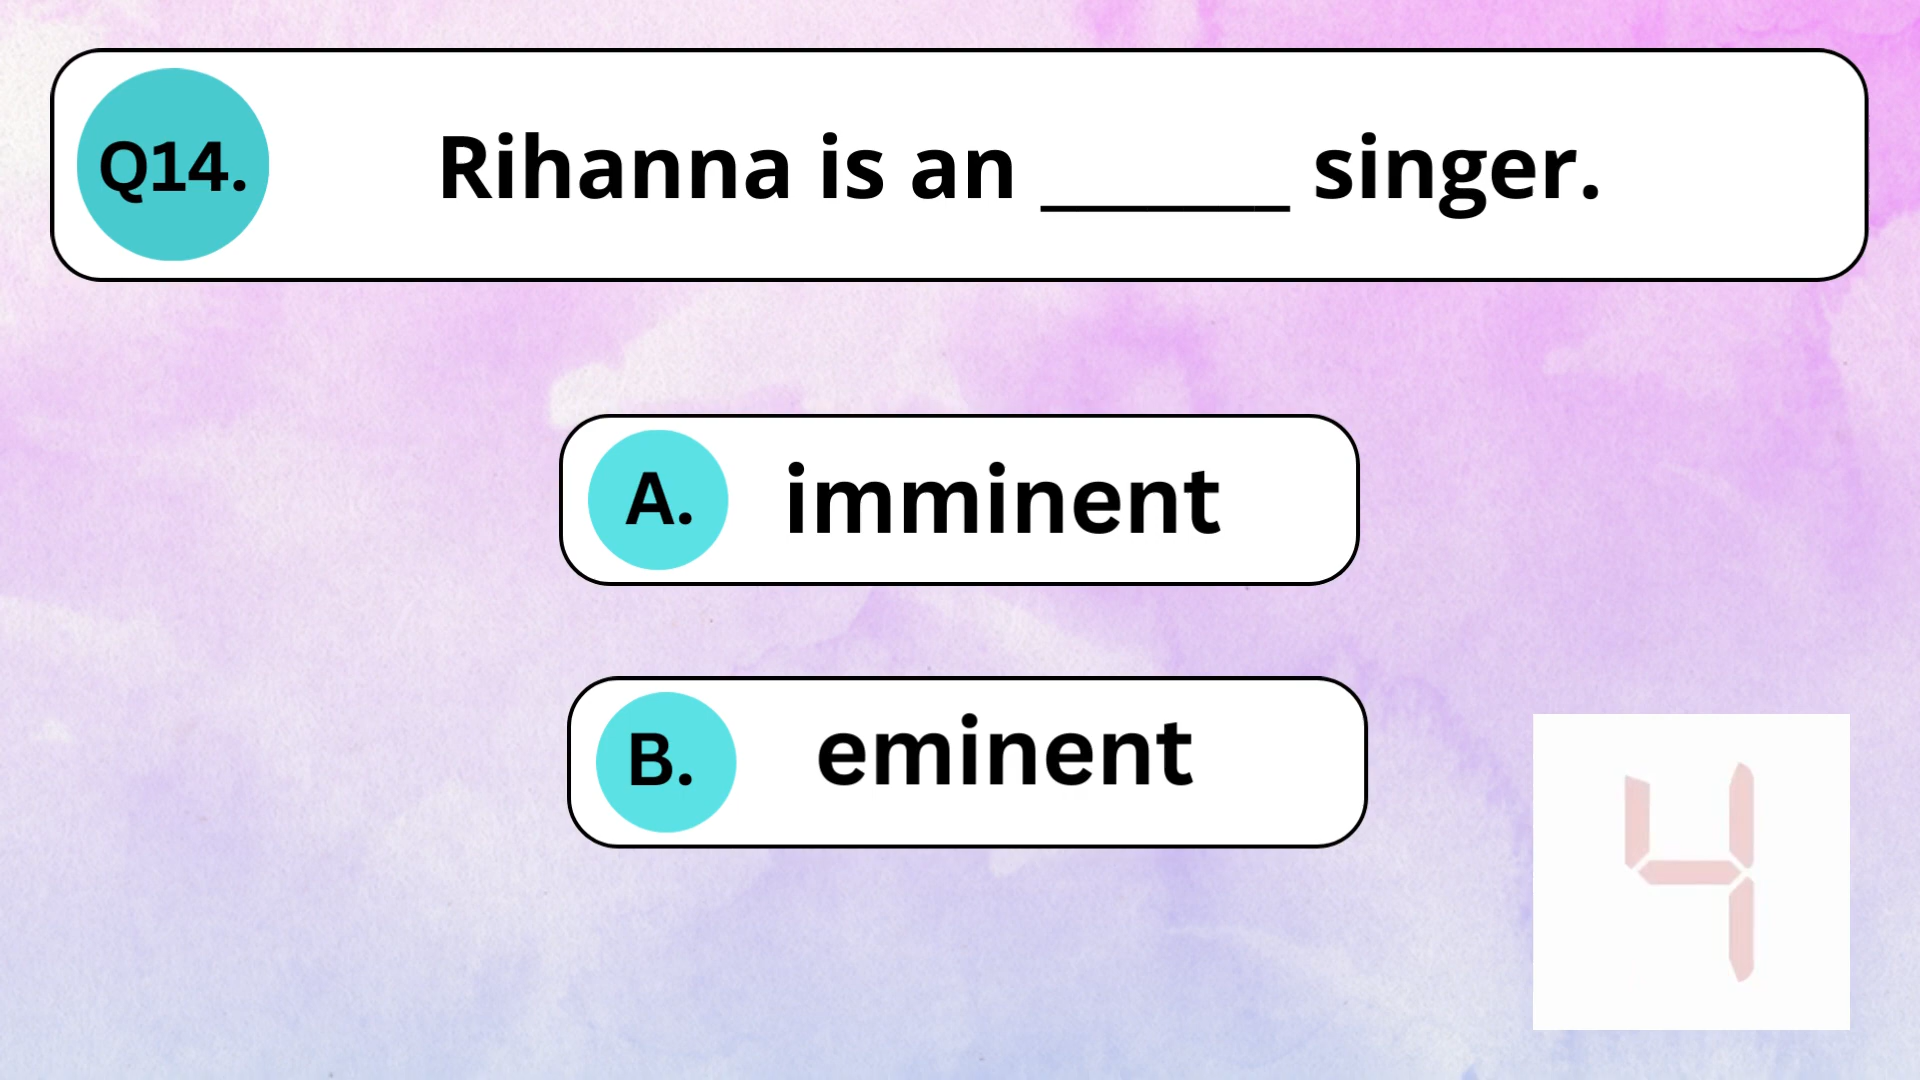 Q14. Rihanna is an ______ singer.
A. imminent
B. eminent
4